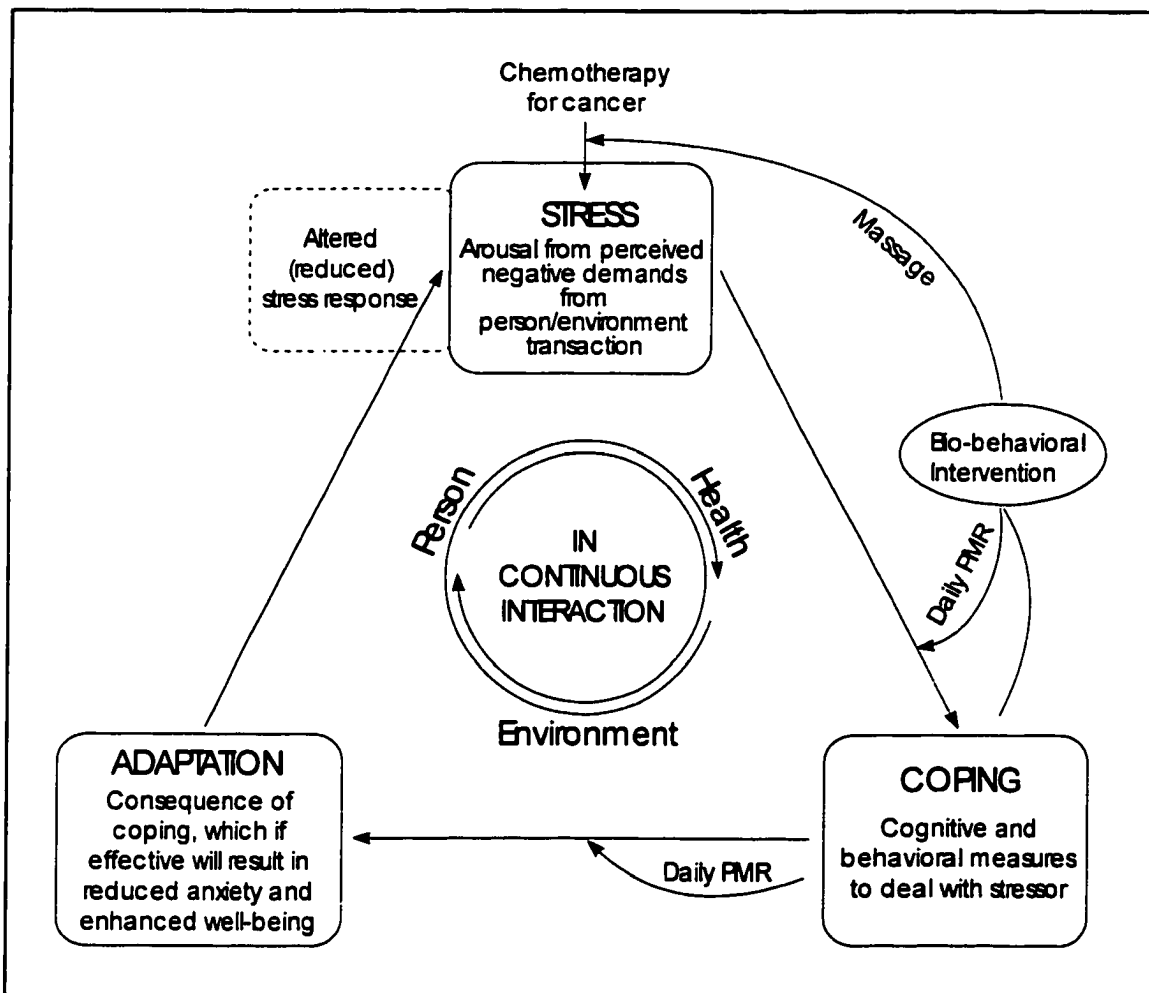 Chemotherapy
for cancer
STRESS
Arousal from perceived
negative demands
from
person/environment
transaction
Altered
(reduced)
stress response
Massage
Bio-behavioral
Intervention
Daily PMR
Person
Health
IN
CONTINUOUS
INTERACTION
Environment
ADAPTATION
Consequence of
coping, which if
effective will result in
reduced anxiety and
enhanced well-being
Daily PMR
COPING
Cognitive and
behavioral measures
to deal with stressor